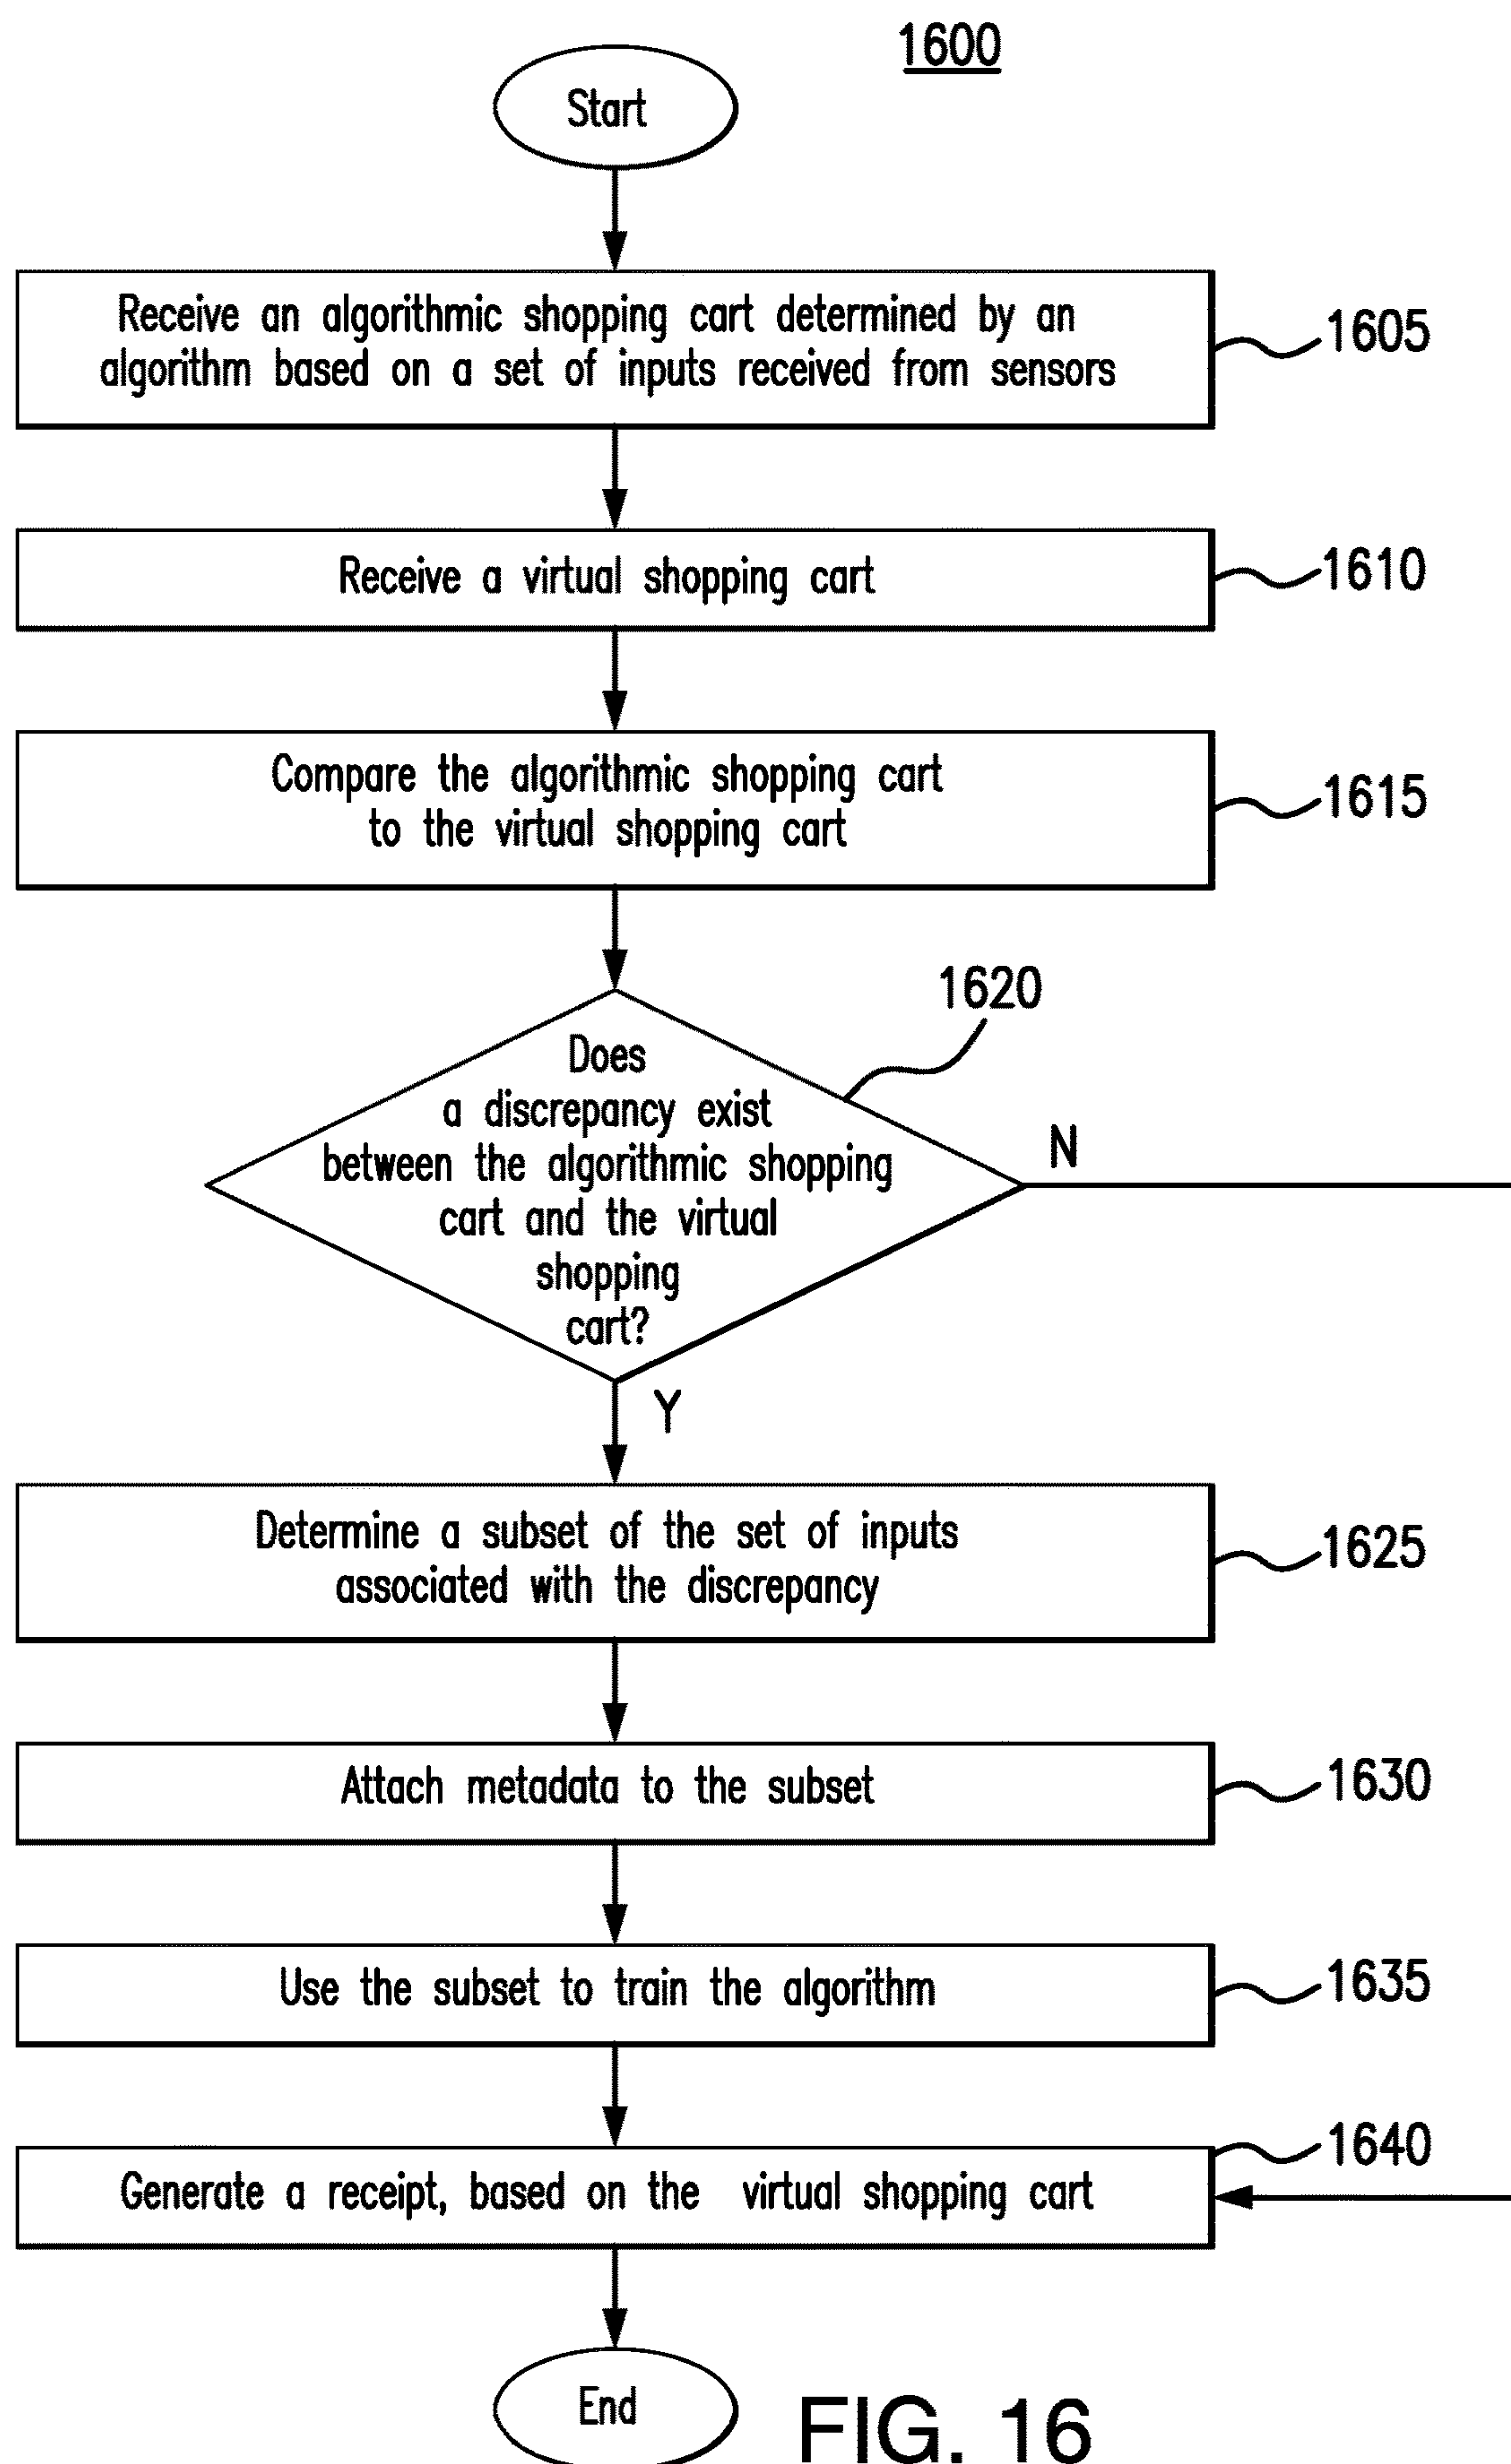 1600
Start
Receive an algorithmic shopping cart determined by an
algorithm based on a set of inputs received from sensors
1605
Receive a virtual shopping cart
1610
Compare the algorithmic shopping cart
to the virtual shopping cart
1615
1620
Does
a discrepancy exist
between the algorithmic shopping
cart and the virtual
shopping
cart?
N
Y
Determine a subset of the set of inputs
associated with the discrepancy
1625
Attach metadata to the subset
1630
Use the subset to train the algorithm
1635
Generate a receipt, based on the virtual shopping cart
1640
End
FIG. 16